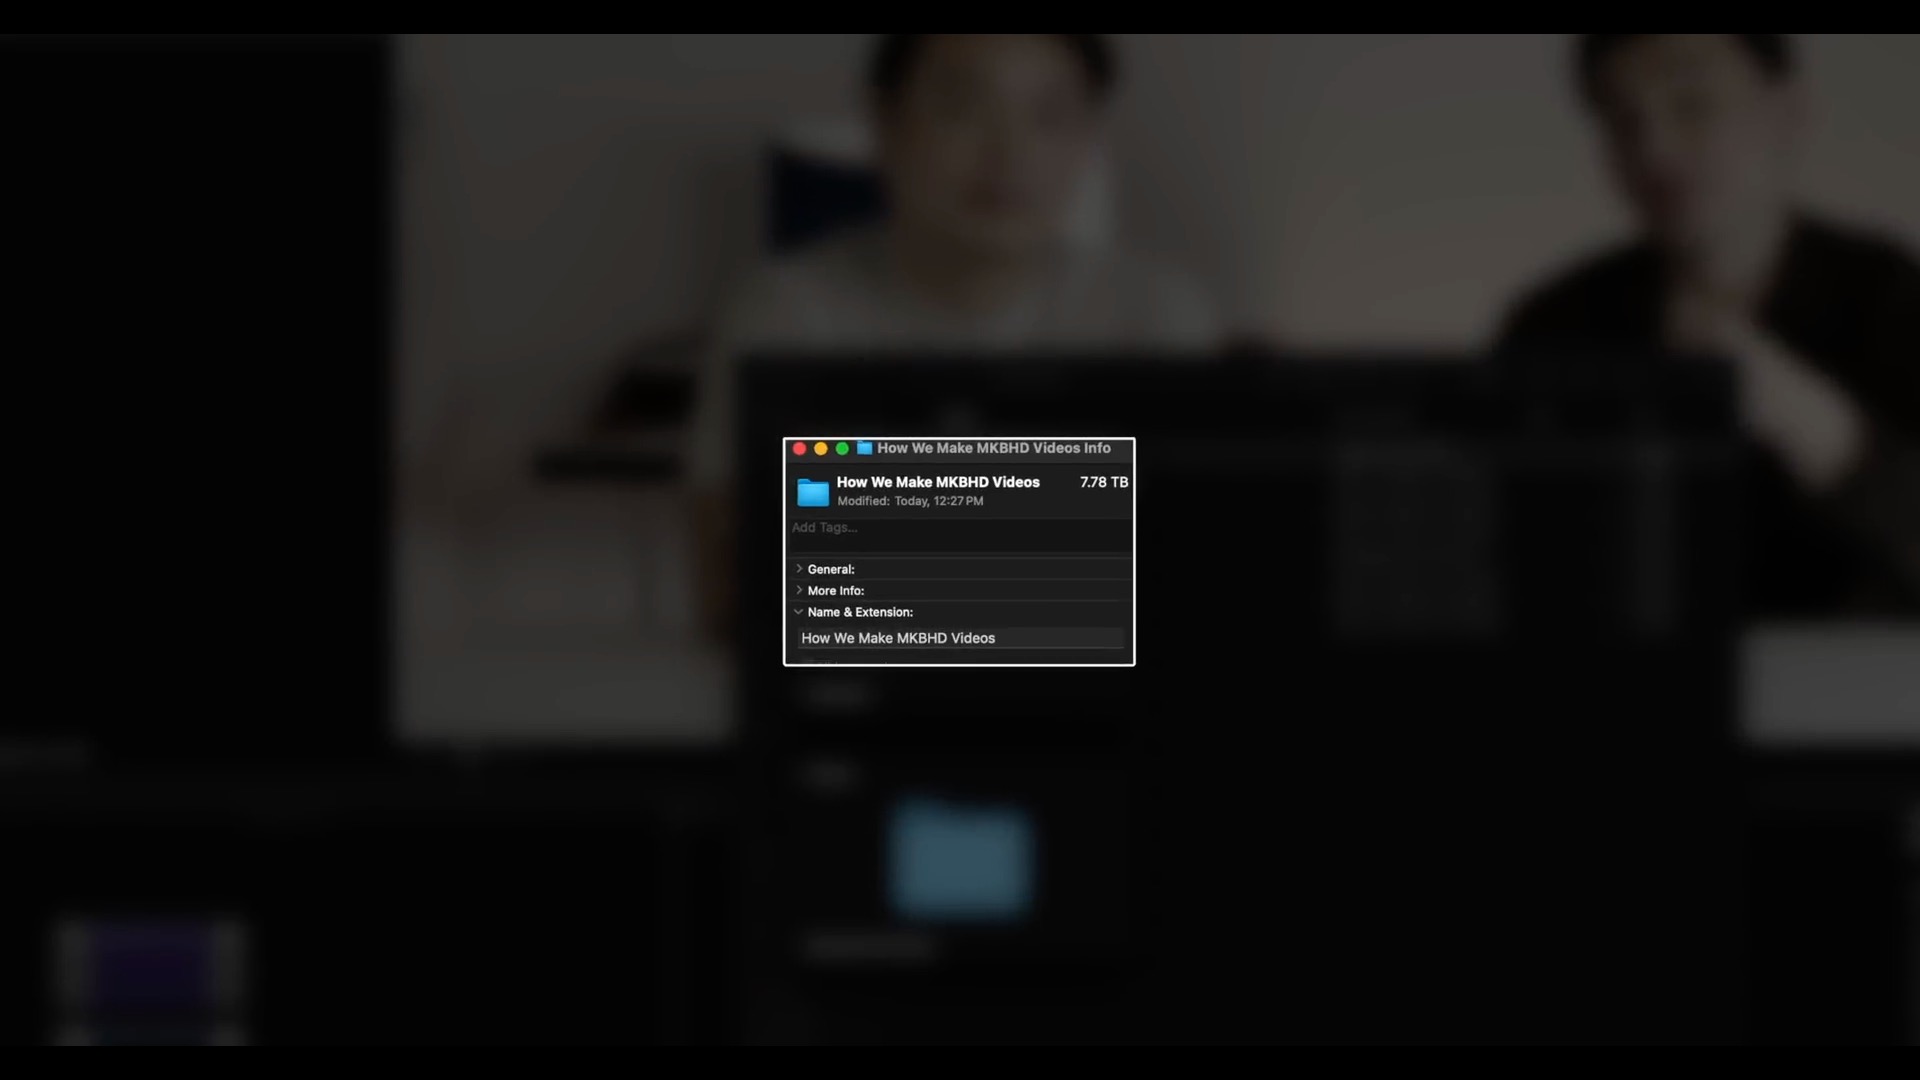 How We Make MKBHD Videos Info
How We Make MKBHD Videos 7.78 TB
Modified: Today, 12:27 PM
Add Tags...
General:
More Info:
Name & Extension:
How We Make MKBHD Videos